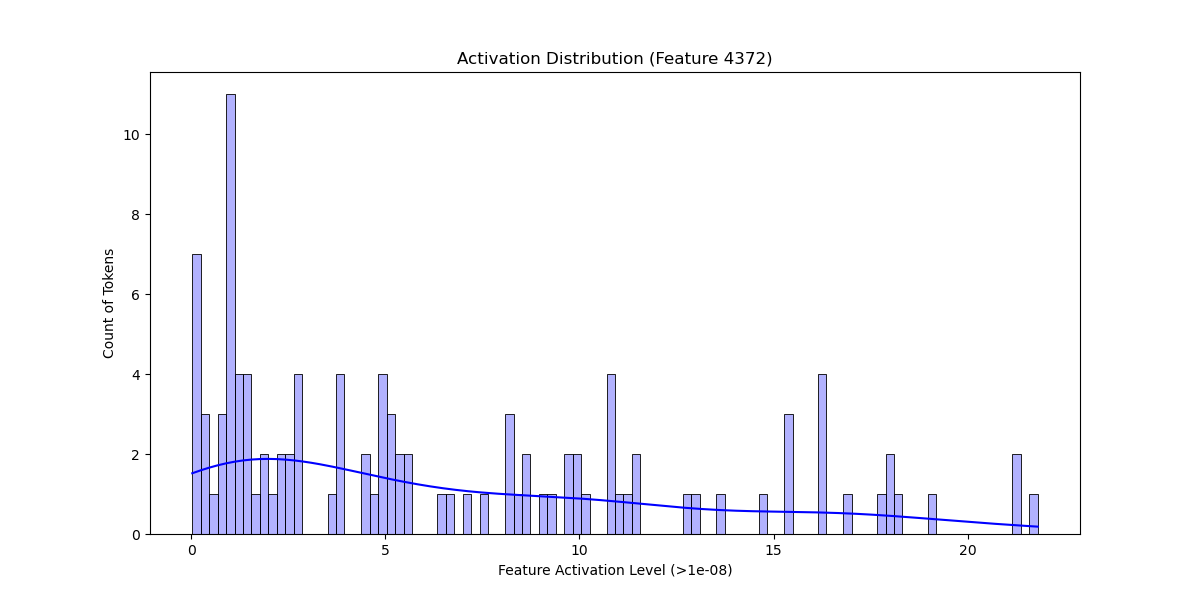 Activation Distribution (Feature 4372)
Count of Tokens
10
8
6
4
2
0
0 5 10 15 20
Feature Activation Level (>1e-08)